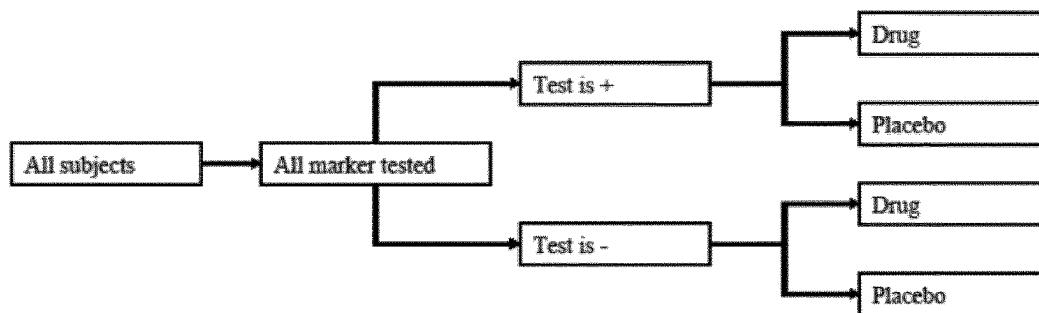 All subjects
All marker tested
Test is +
Drug
Placebo
Test is -
Drug
Placebo